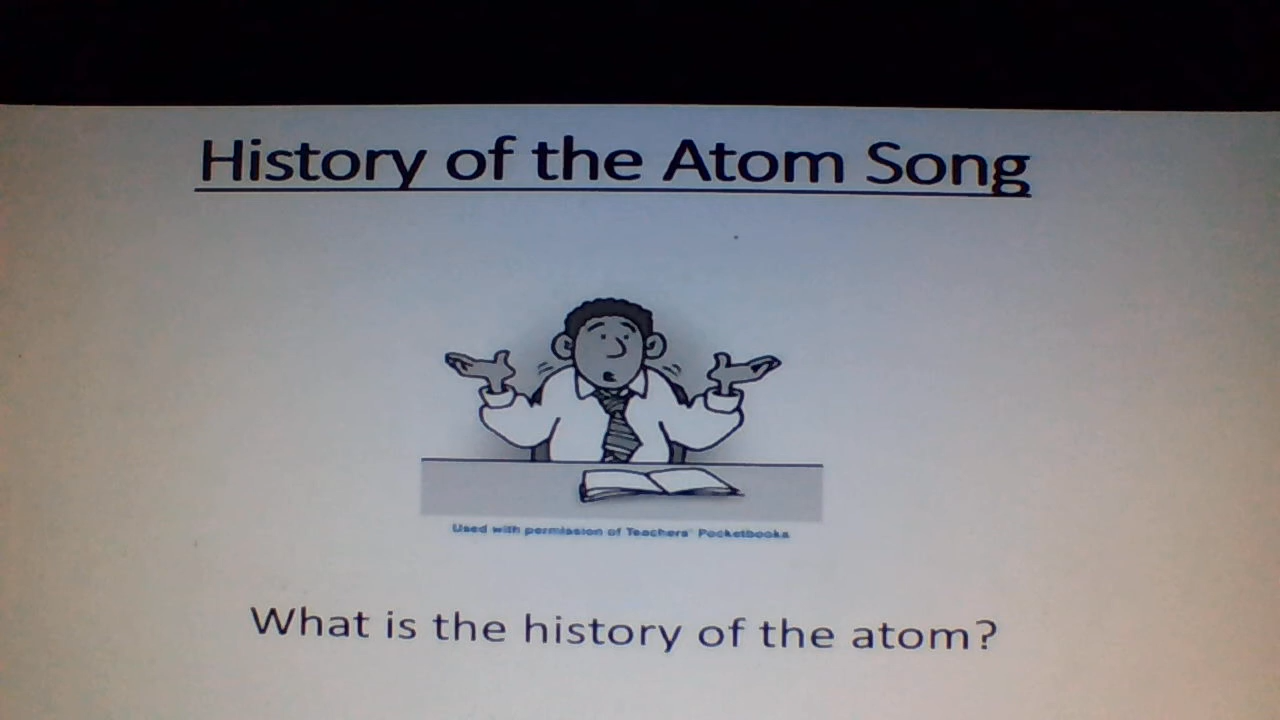 History of the Atom Song
Used with permission of Teachers' Pocketbooks
What is the history of the atom?